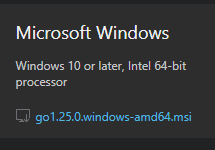 Microsoft Windows
Windows 10 or later, Intel 64-bit
processor
go1.25.0.windows-amd64.msi